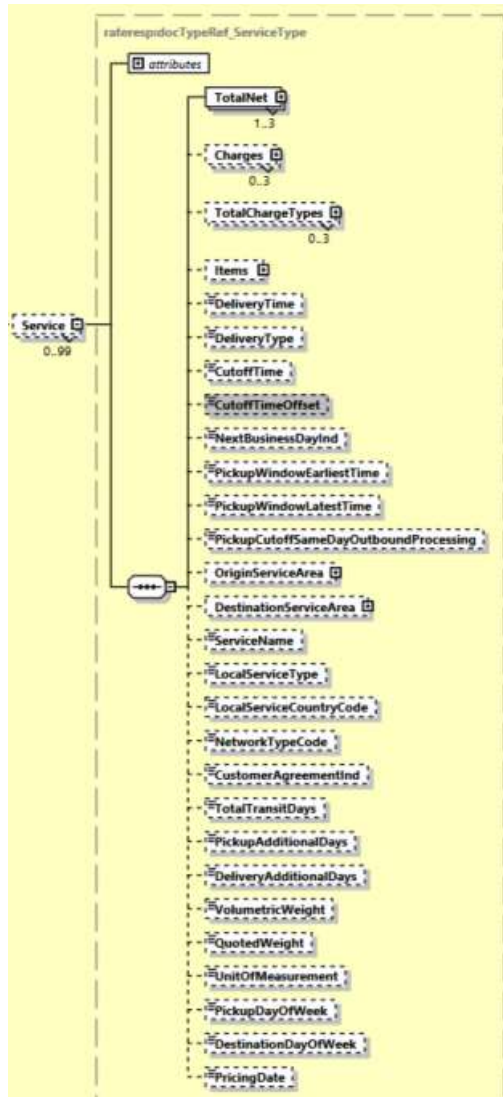 rateresp:docTypeRef_ServiceType
attributes
TotalNet
1..3
Charges
0..3
TotalChargeTypes
0..3
Items
DeliveryTime
Service
0..99
DeliveryType
CutoffTime
CutoffTimeOffset
NextBusinessDayInd
PickupWindowEarliestTime
PickupWindowLatestTime
PickupCutoffSameDayOutboundProcessing
OriginServiceArea
DestinationServiceArea
ServiceName
LocalServiceType
LocalServiceCountryCode
NetworkTypeCode
CustomerAgreementInd
TotalTransitDays
PickupAdditionalDays
DeliveryAdditionalDays
VolumetricWeight
QuotedWeight
UnitOfMeasurement
PickupDayOfWeek
DestinationDayOfWeek
PricingDate